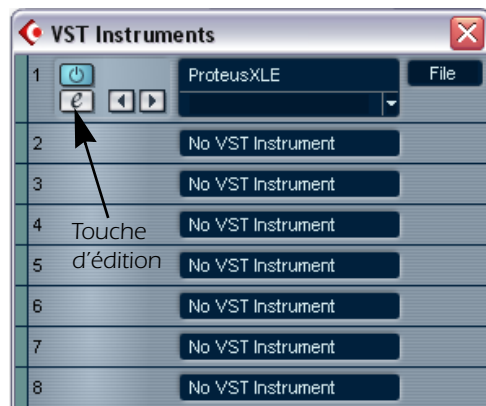 VST Instruments
1 ProteusXLE File
e
2 No VST Instrument
3 No VST Instrument
4 No VST Instrument
5 No VST Instrument
6 No VST Instrument
7 No VST Instrument
8 No VST Instrument
Touche
d'édition